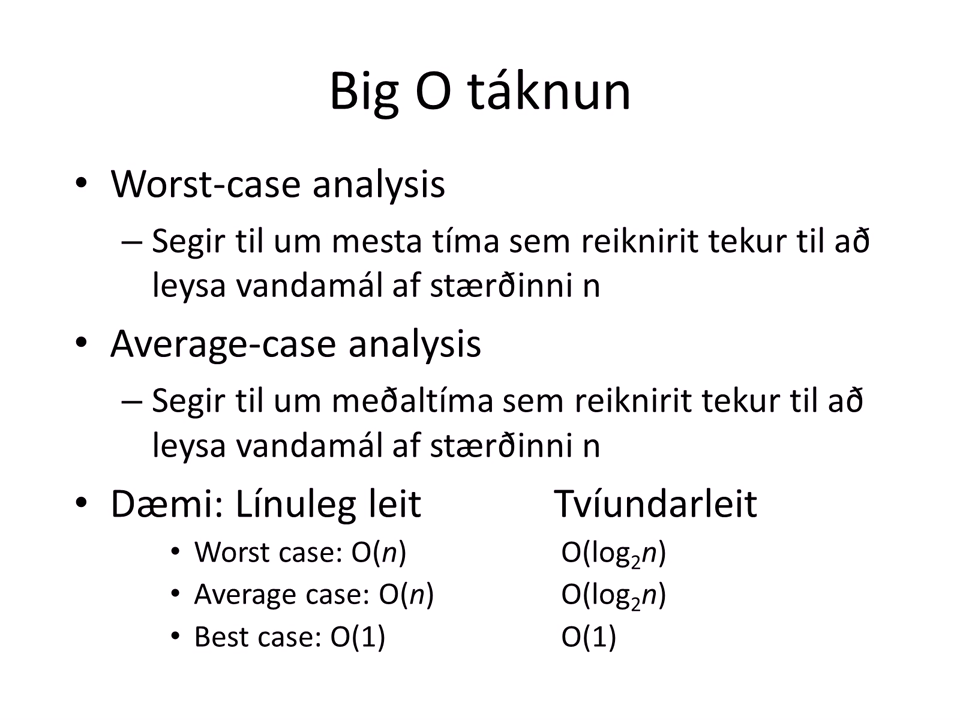 Big O táknun
• Worst-case analysis
– Segir til um mesta tíma sem reiknirit tekur til að
leysa vandamál af stærðinni n
• Average-case analysis
– Segir til um meðaltíma sem reiknirit tekur til að
leysa vandamál af stærðinni n
• Dæmi: Línuleg leit Tvíundarleit
• Worst case: O(n) O(log₂n)
• Average case: O(n) O(log₂n)
• Best case: O(1) O(1)